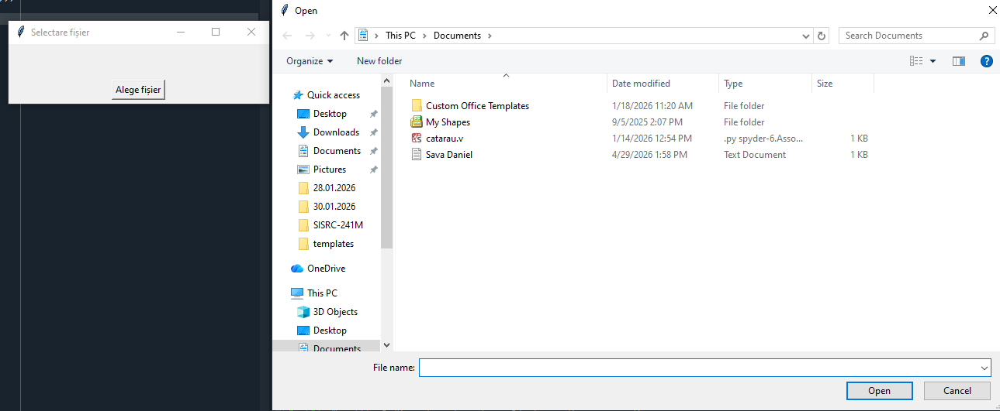 Selectare fișier
Alege fișier
Open
This PC
Documents
Search Documents
Organize
New folder
Name
Date modified
Type
Size
Quick access
Desktop
Downloads
Documents
Pictures
28.01.2026
30.01.2026
SISRC-241M
templates
OneDrive
This PC
3D Objects
Desktop
Documents
Custom Office Templates 1/18/2026 11:20 AM File folder
My Shapes 9/5/2025 2:07 PM File folder
catarau.v 1/14/2026 12:54 PM .py spyder-6.Asso... 1 KB
Sava Daniel 4/29/2026 1:58 PM Text Document 1 KB
File name:
Open
Cancel